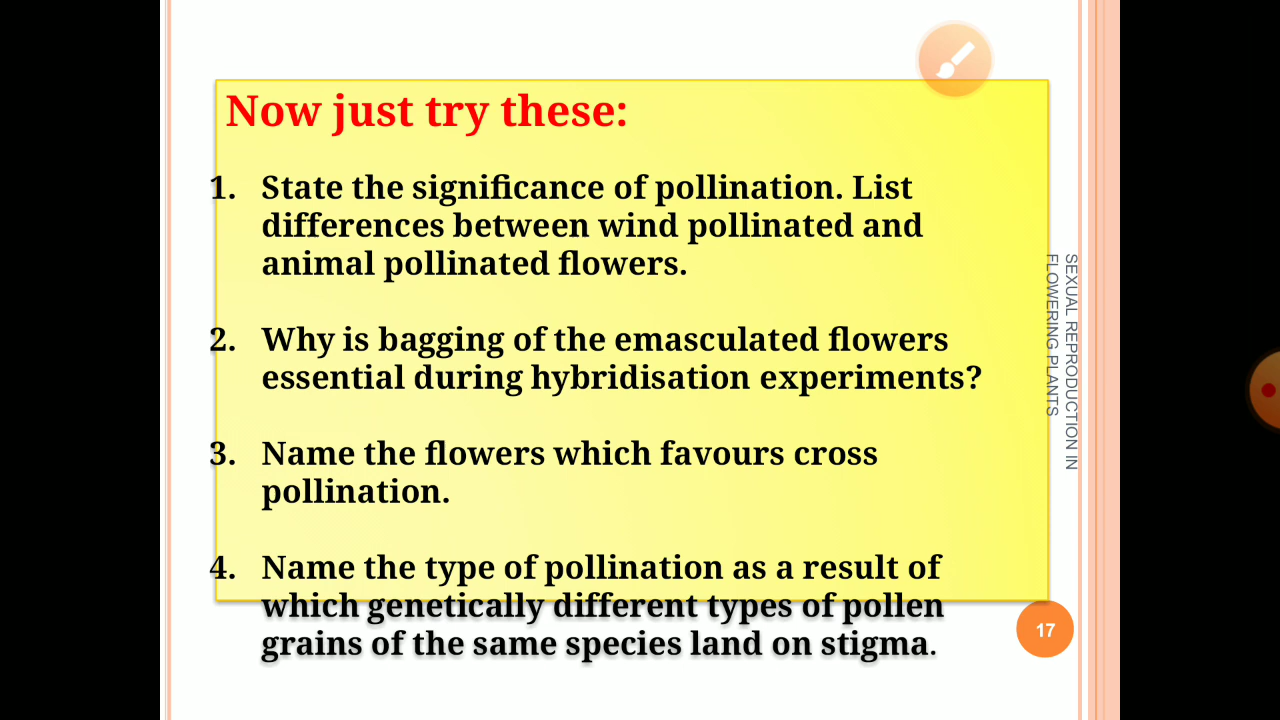 Now just try these:
1. State the significance of pollination. List
differences between wind pollinated and
animal pollinated flowers.
2. Why is bagging of the emasculated flowers
essential during hybridisation experiments?
3. Name the flowers which favours cross
pollination.
4. Name the type of pollination as a result of
which genetically different types of pollen
grains of the same species land on stigma.
SEXUAL REPRODUCTION IN
FLOWERING PLANTS
17